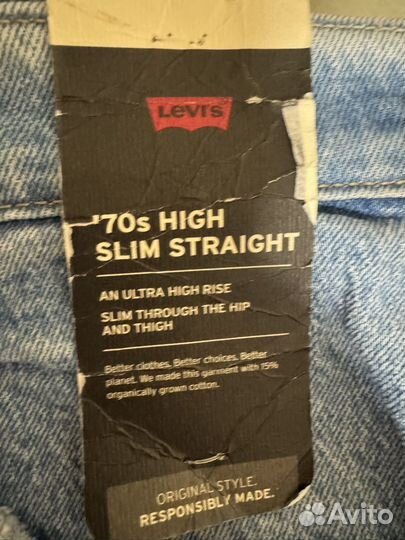 Levi's
'70s HIGH
SLIM STRAIGHT
AN ULTRA HIGH RISE
SLIM THROUGH THE HIP
AND THIGH
Better clothes. Better choices. Better
planet. We made this garment with 15%
organically grown cotton.
ORIGINAL STYLE.
RESPONSIBLY MADE.™
Avito